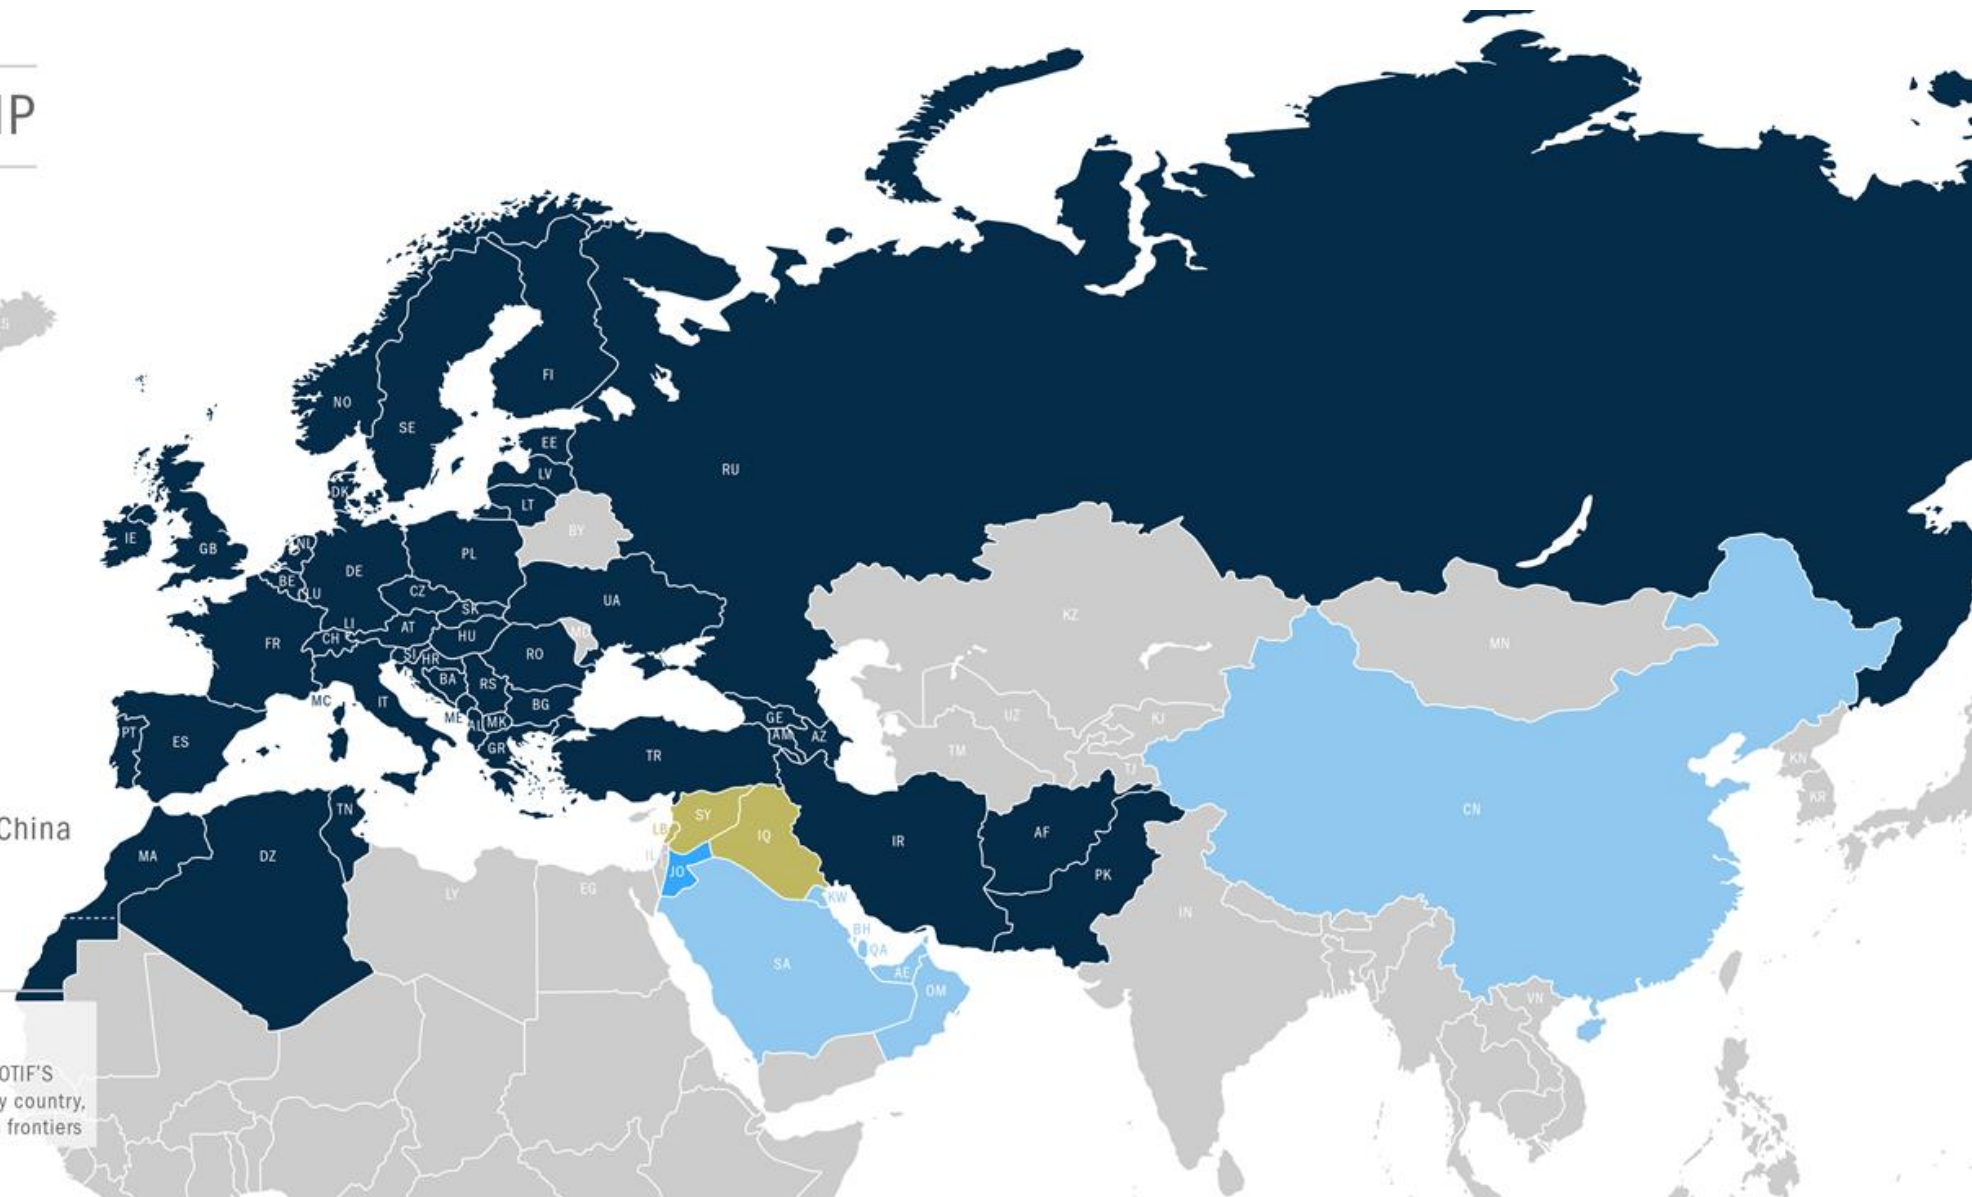 IP
S
FI
NO
SE
EE
LV
RU
DK
LT
BY
IE
GB
NL
PL
DE
BE
LU
CZ
UA
SK
LI
AT
CH
HU
MD
FR
RO
SI
HR
BA
RS
KZ
MN
MC
IT
BG
ME
AL
MK
GE
PT
ES
GR
AM
AZ
UZ
KJ
TR
TM
TJ
KN
KR
TN
SY
CN
China
LB
IQ
AF
IR
MA
DZ
IL
JO
PK
LY
EG
KW
IN
BH
QA
SA
AE
OM
VN
OTIF'S
y country,
frontiers